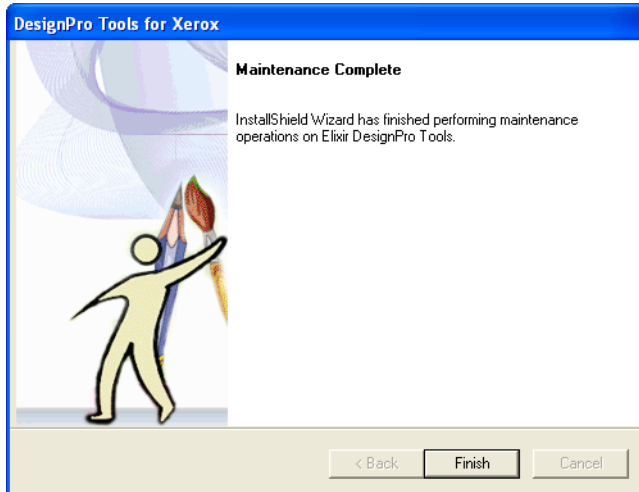 DesignPro Tools for Xerox
Maintenance Complete
InstallShield Wizard has finished performing maintenance
operations on Elixir DesignPro Tools.
< Back Finish Cancel